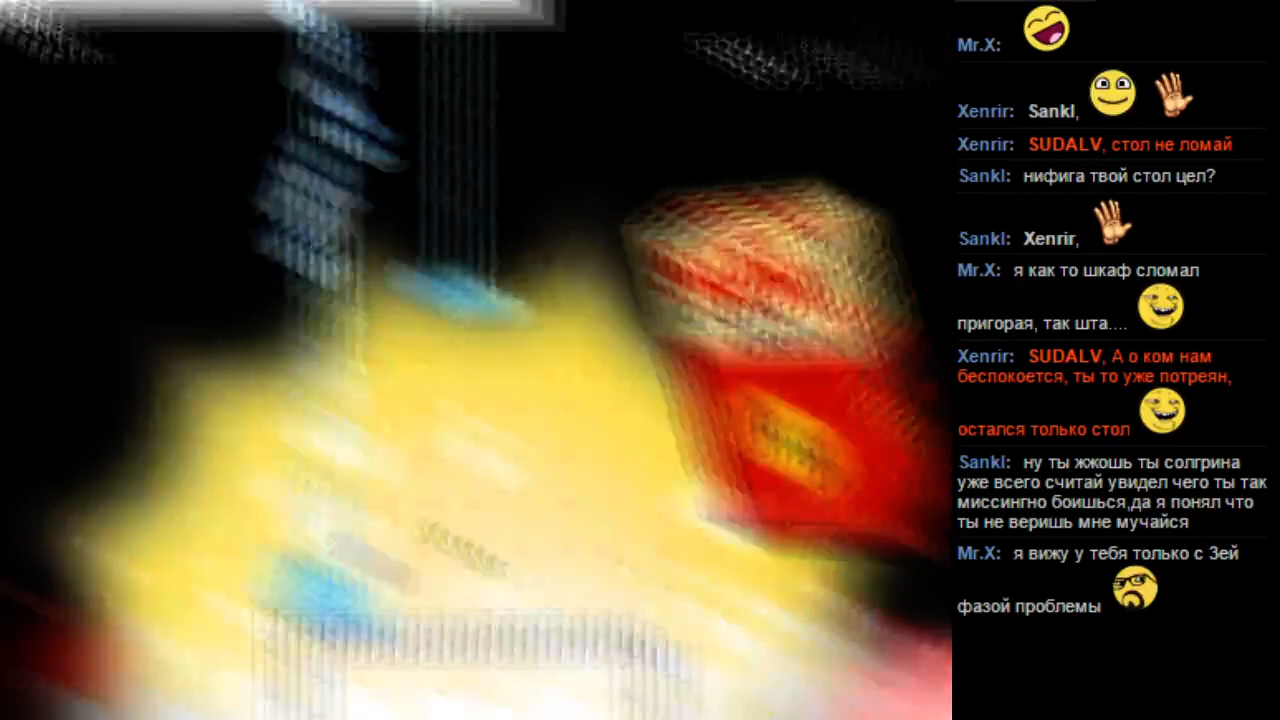 Mr.X:
Xenrir: Sankl,
Xenrir: SUDALV, стол не ломай
Sankl: нифига твой стол цел?
Sankl: Xenrir,
Mr.X: я как то шкаф сломал
пригорая, так шта....
Xenrir: SUDALV, А о ком нам
беспокоется, ты то уже потреян,
остался только стол
Sankl: ну ты жжошь ты солгрина
уже всего считай увидел чего ты так
миссингно боишься,да я понял что
ты не веришь мне мучайся
Mr.X: я вижу у тебя только с 3ей
фазой проблемы